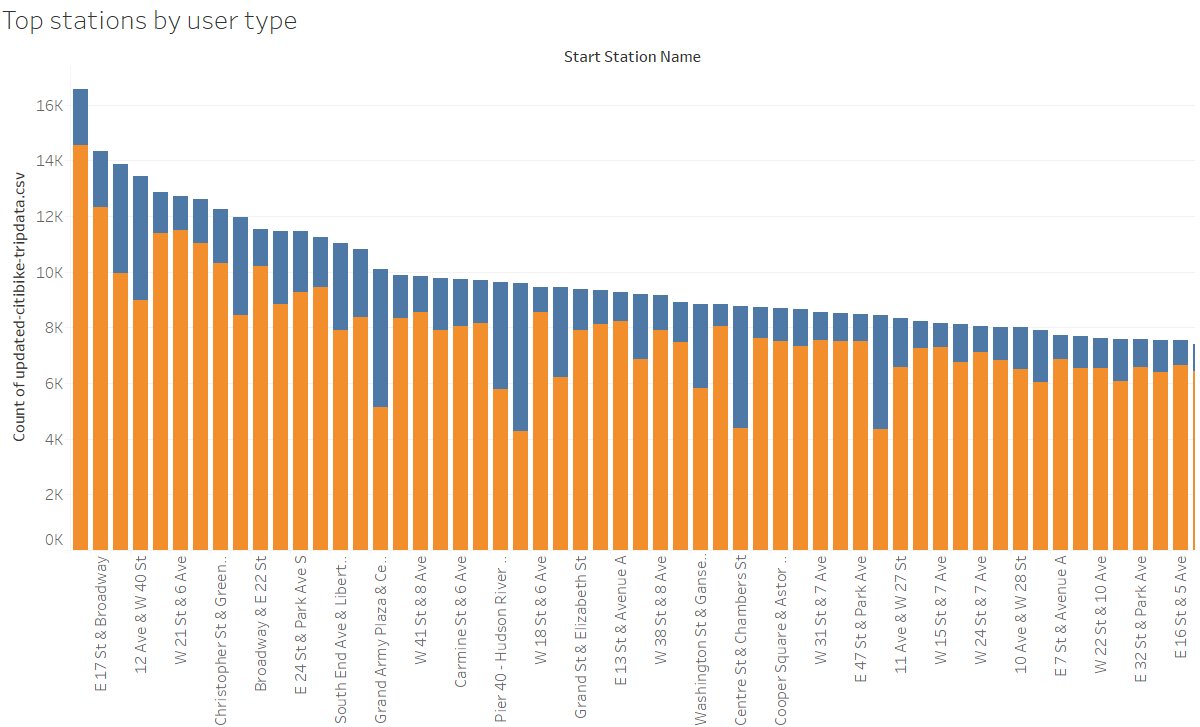 Top stations by user type
Start Station Name
Count of updated-citibike-tripdata.csv
16K
14K
12K
10K
8K
6K
4K
2K
0K
E 17 St & Broadway
12 Ave & W 40 St
W 21 St & 6 Ave
Christopher St & Green..
Broadway & E 22 St
E 24 St & Park Ave S
South End Ave & Libert..
Grand Army Plaza & Ce..
W 41 St & 8 Ave
Carmine St & 6 Ave
Pier 40 - Hudson River ..
W 18 St & 6 Ave
Grand St & Elizabeth St
E 13 St & Avenue A
W 38 St & 8 Ave
Washington St & Ganse..
Centre St & Chambers St
Cooper Square & Astor ..
W 31 St & 7 Ave
E 47 St & Park Ave
11 Ave & W 27 St
W 15 St & 7 Ave
W 24 St & 7 Ave
10 Ave & W 28 St
E 7 St & Avenue A
W 22 St & 10 Ave
E 32 St & Park Ave
E 16 St & 5 Ave